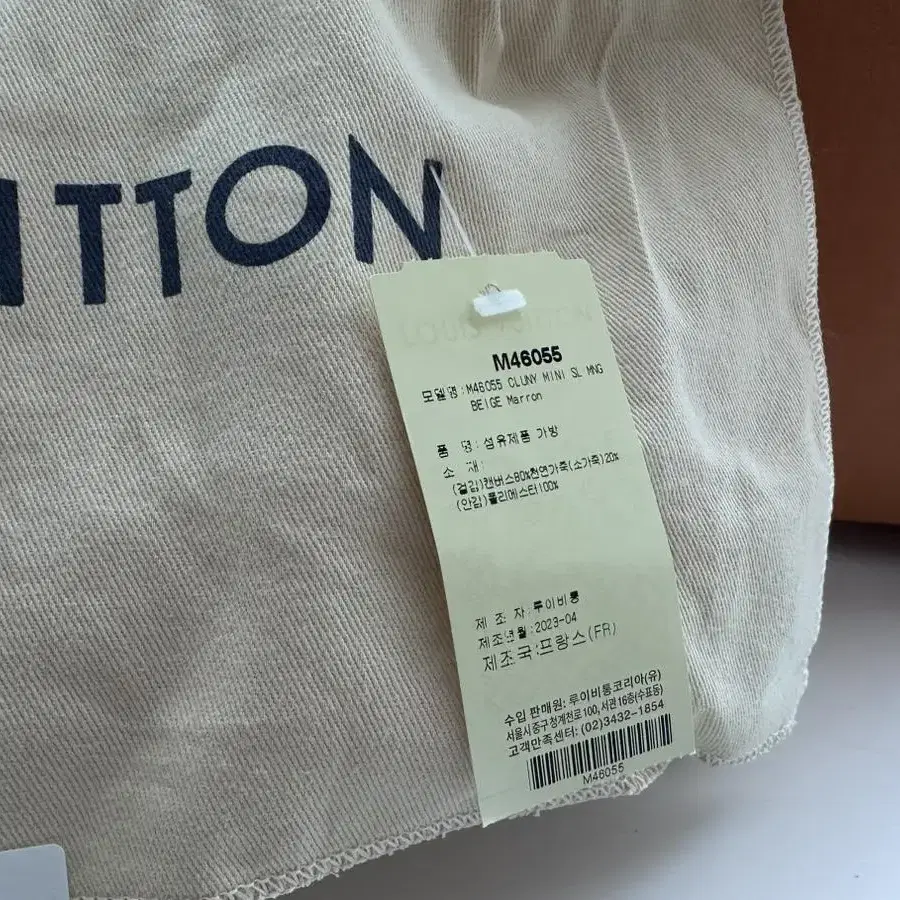 ITTON
LOUIS VUITTON
M46055
모델명:M46055 CLUNY MINI SL MNG
BEIGE Marron
품 명:섬유제품 가방
소 재:
(겉감)캔버스80%천연가죽(소가죽)20%
(안감)폴리에스터100%
제 조 자:루이비통
제조년월:2023-04
제조국:프랑스(FR)
수입 판매원: 루이비통코리아(유)
서울시중구청계천로100, 서관 16층(수표동)
고객만족센터: (02)3432-1854
M46055